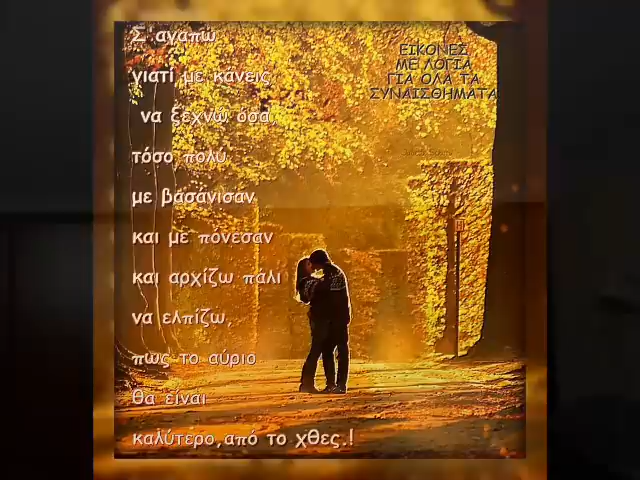 Σ'αγαπώ
γιατί με κάνεις
να ξεχνώ όσα,
τόσο πολύ
με βασάνισαν
και με πόνεσαν
και αρχίζω πάλι
να ελπίζω,
πως το αύριο
θα είναι
καλύτερο,από το χθες.!
ΕΙΚΟΝΕΣ
ΜΕ ΛΟΓΙΑ
ΓΙΑ ΟΛΑ ΤΑ
ΣΥΝΑΙΣΘΗΜΑΤΑ